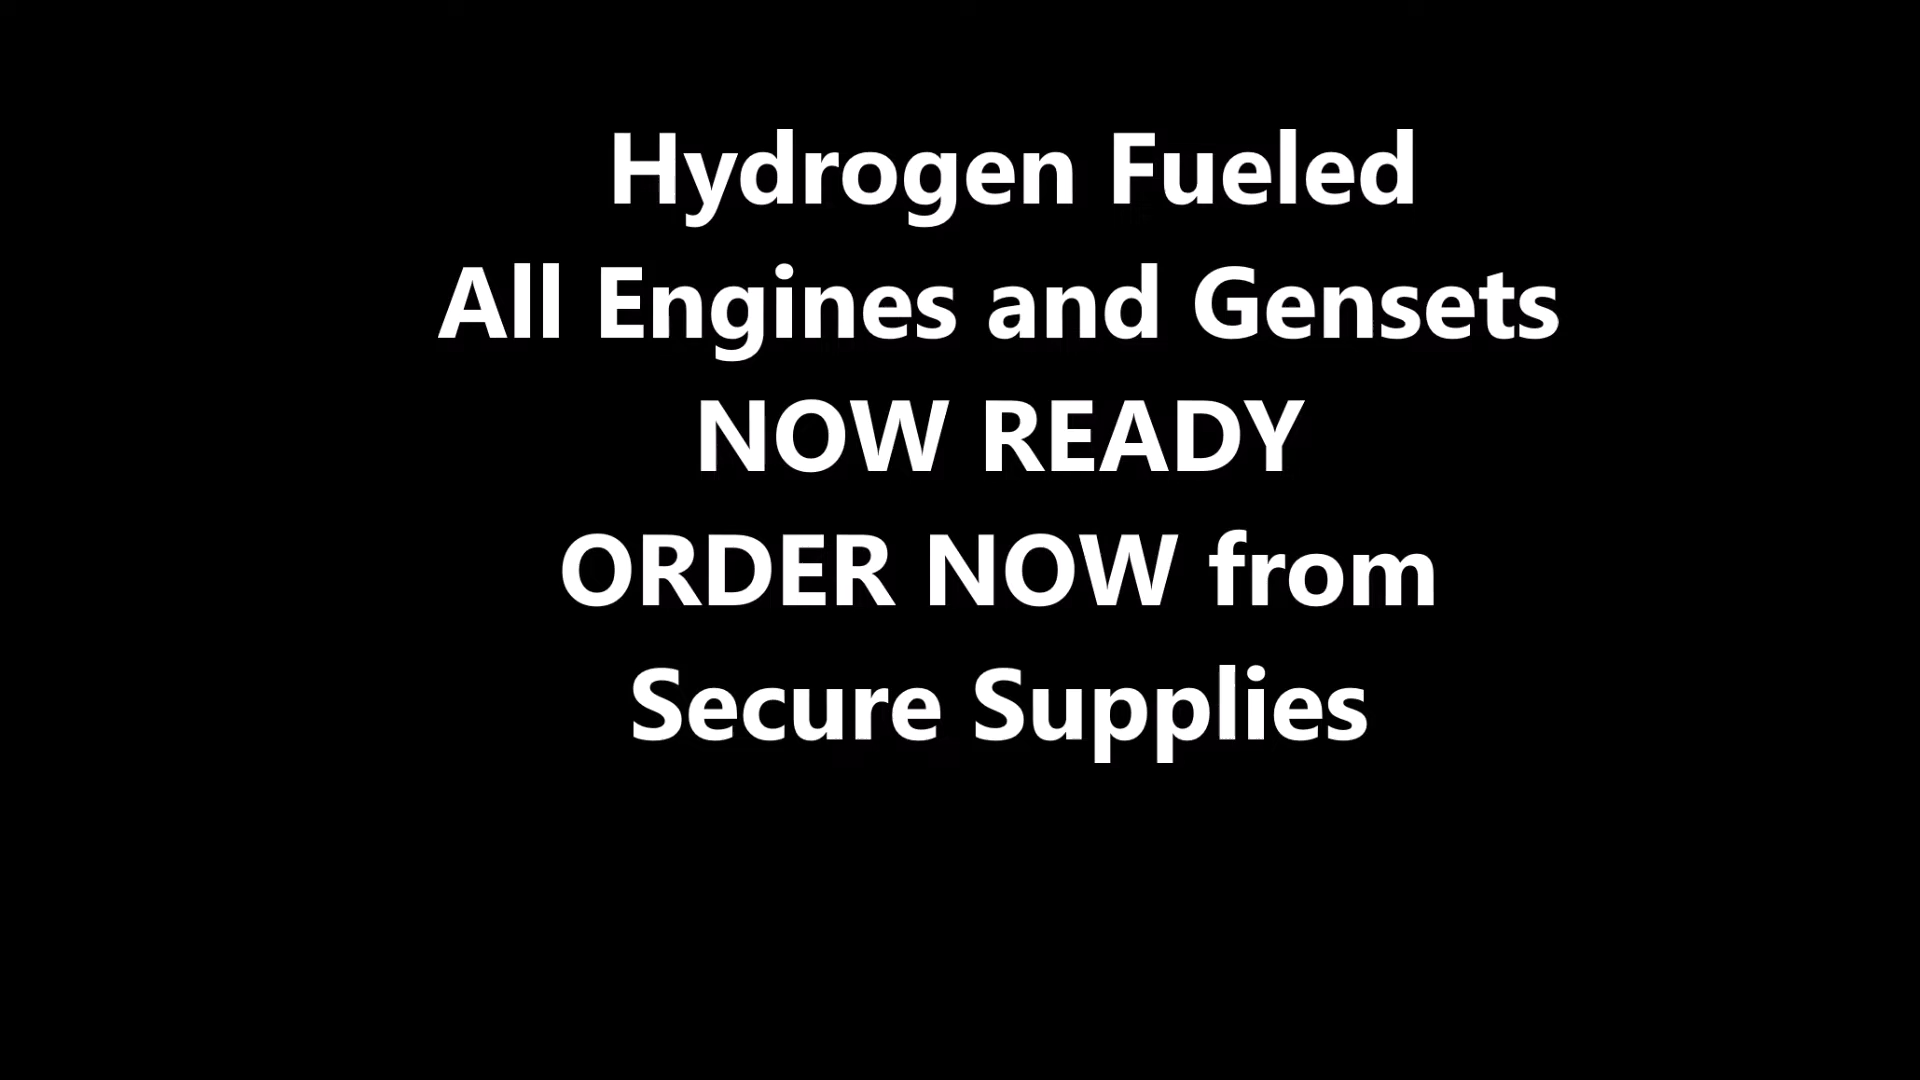 Hydrogen Fueled
All Engines and Gensets
NOW READY
ORDER NOW from
Secure Supplies